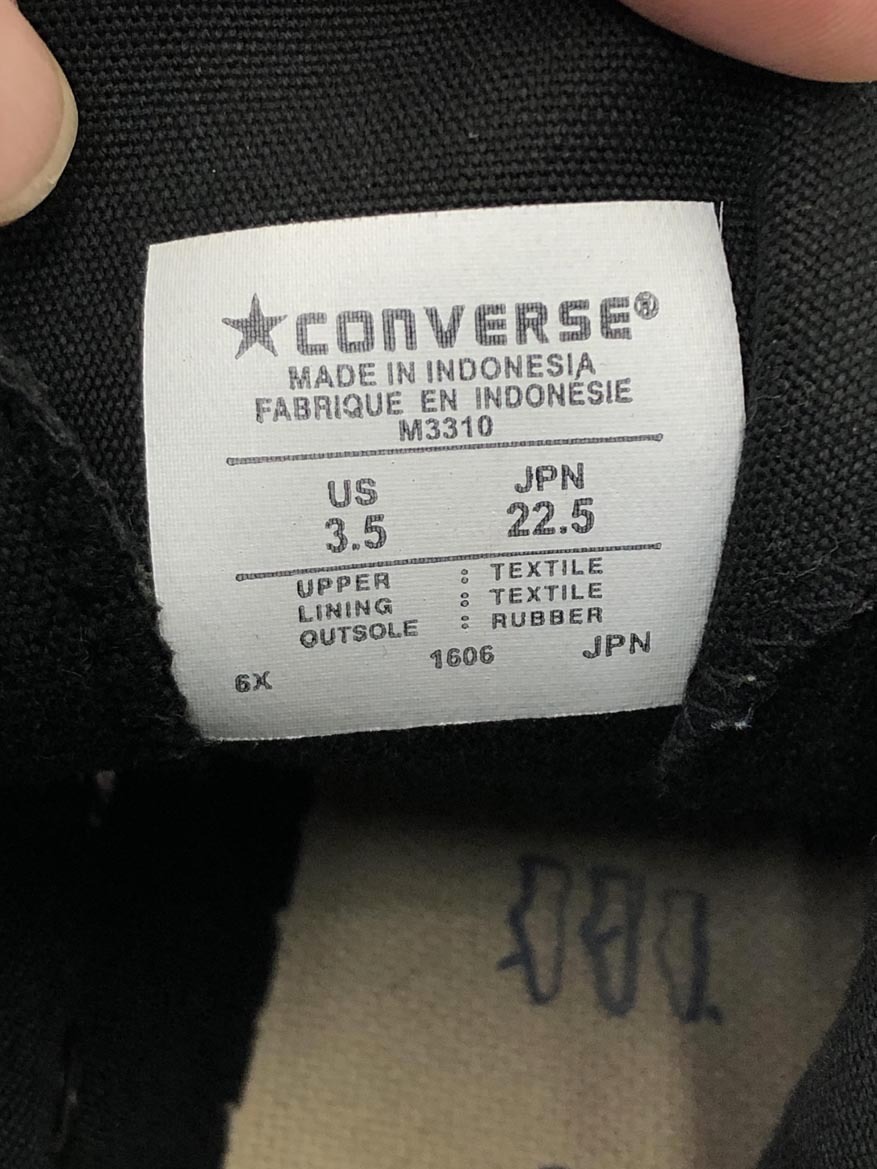 ★CONVERSE®
MADE IN INDONESIA
FABRIQUE EN INDONESIE
M3310
US JPN
3.5 22.5
UPPER : TEXTILE
LINING : TEXTILE
OUTSOLE : RUBBER
6X 1606 JPN